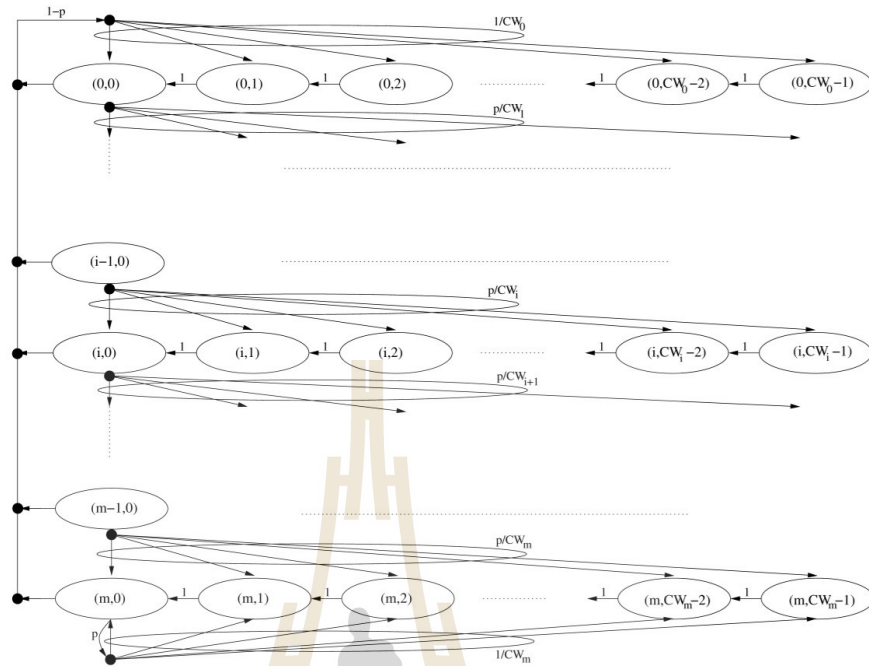 1−p
1/CW0
(0,0) 1 (0,1) 1 (0,2) 1 (0,CW0−2) 1 (0,CW0−1)
p/CW1
(i−1,0)
p/CWi
(i,0) 1 (i,1) 1 (i,2) 1 (i,CWi−2) 1 (i,CWi−1)
p/CWi+1
(m−1,0)
p/CWm
(m,0) 1 (m,1) 1 (m,2) 1 (m,CWm−2) 1 (m,CWm−1)
p
1/CWm